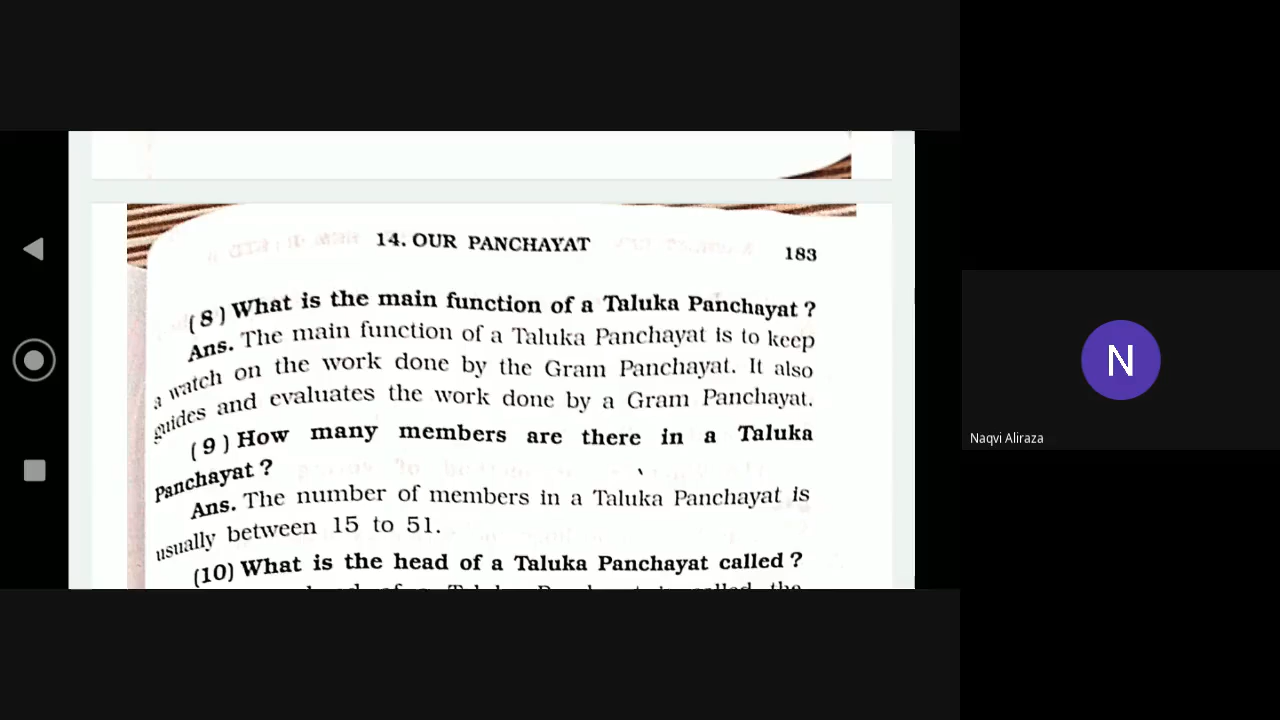 14. OUR PANCHAYAT 183
(8) What is the main function of a Taluka Panchayat ?
Ans. The main function of a Taluka Panchayat is to keep
a watch on the work done by the Gram Panchayat. It also
guides and evaluates the work done by a Gram Panchayat.
(9) How many members are there in a Taluka
Panchayat ?
Ans. The number of members in a Taluka Panchayat is
usually between 15 to 51.
(10) What is the head of a Taluka Panchayat called ?
N
Naqvi Aliraza